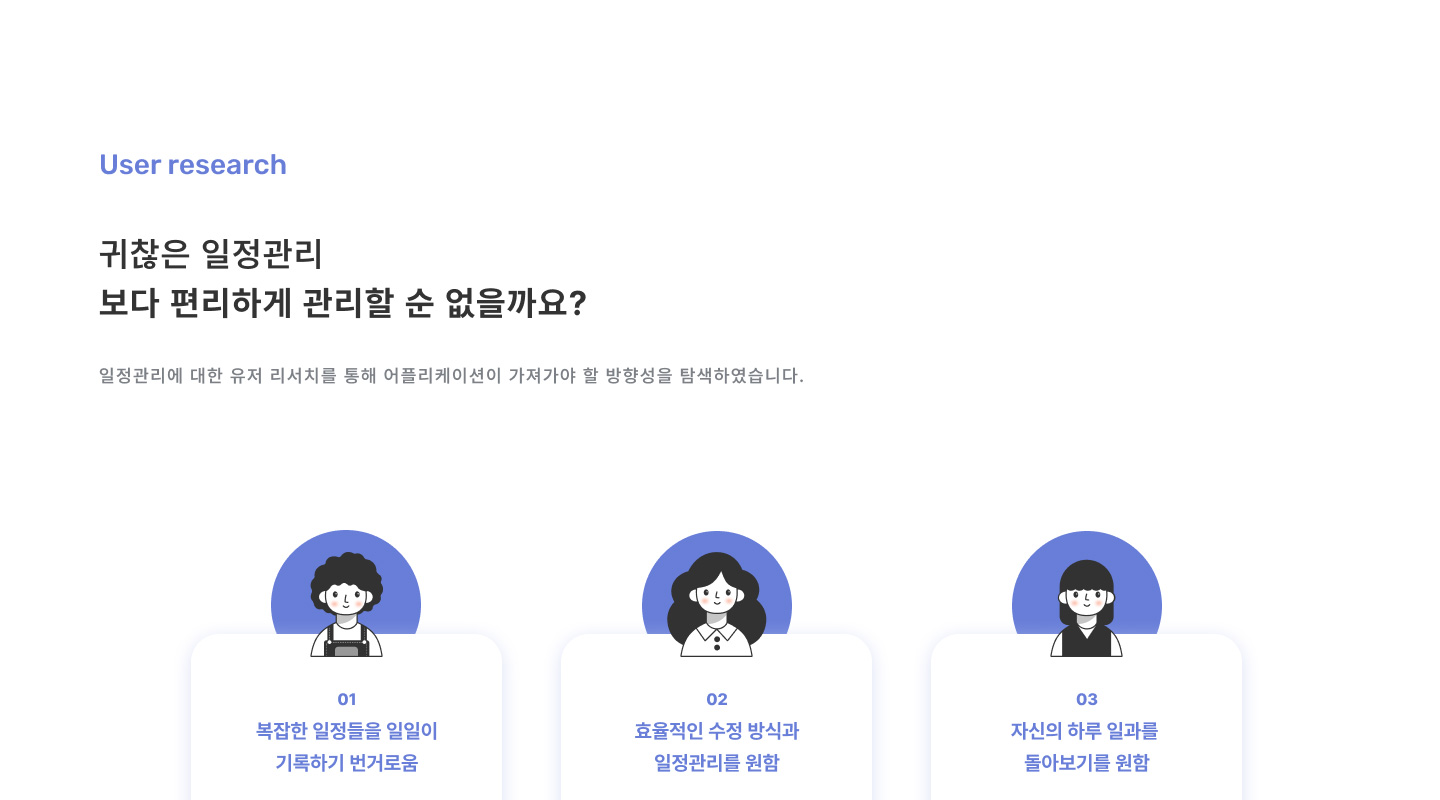 User research
귀찮은 일정관리
보다 편리하게 관리할 순 없을까요?
일정관리에 대한 유저 리서치를 통해 어플리케이션이 가져가야 할 방향성을 탐색하였습니다.
01
복잡한 일정들을 일일이
기록하기 번거로움
02
효율적인 수정 방식과
일정관리를 원함
03
자신의 하루 일과를
돌아보기를 원함